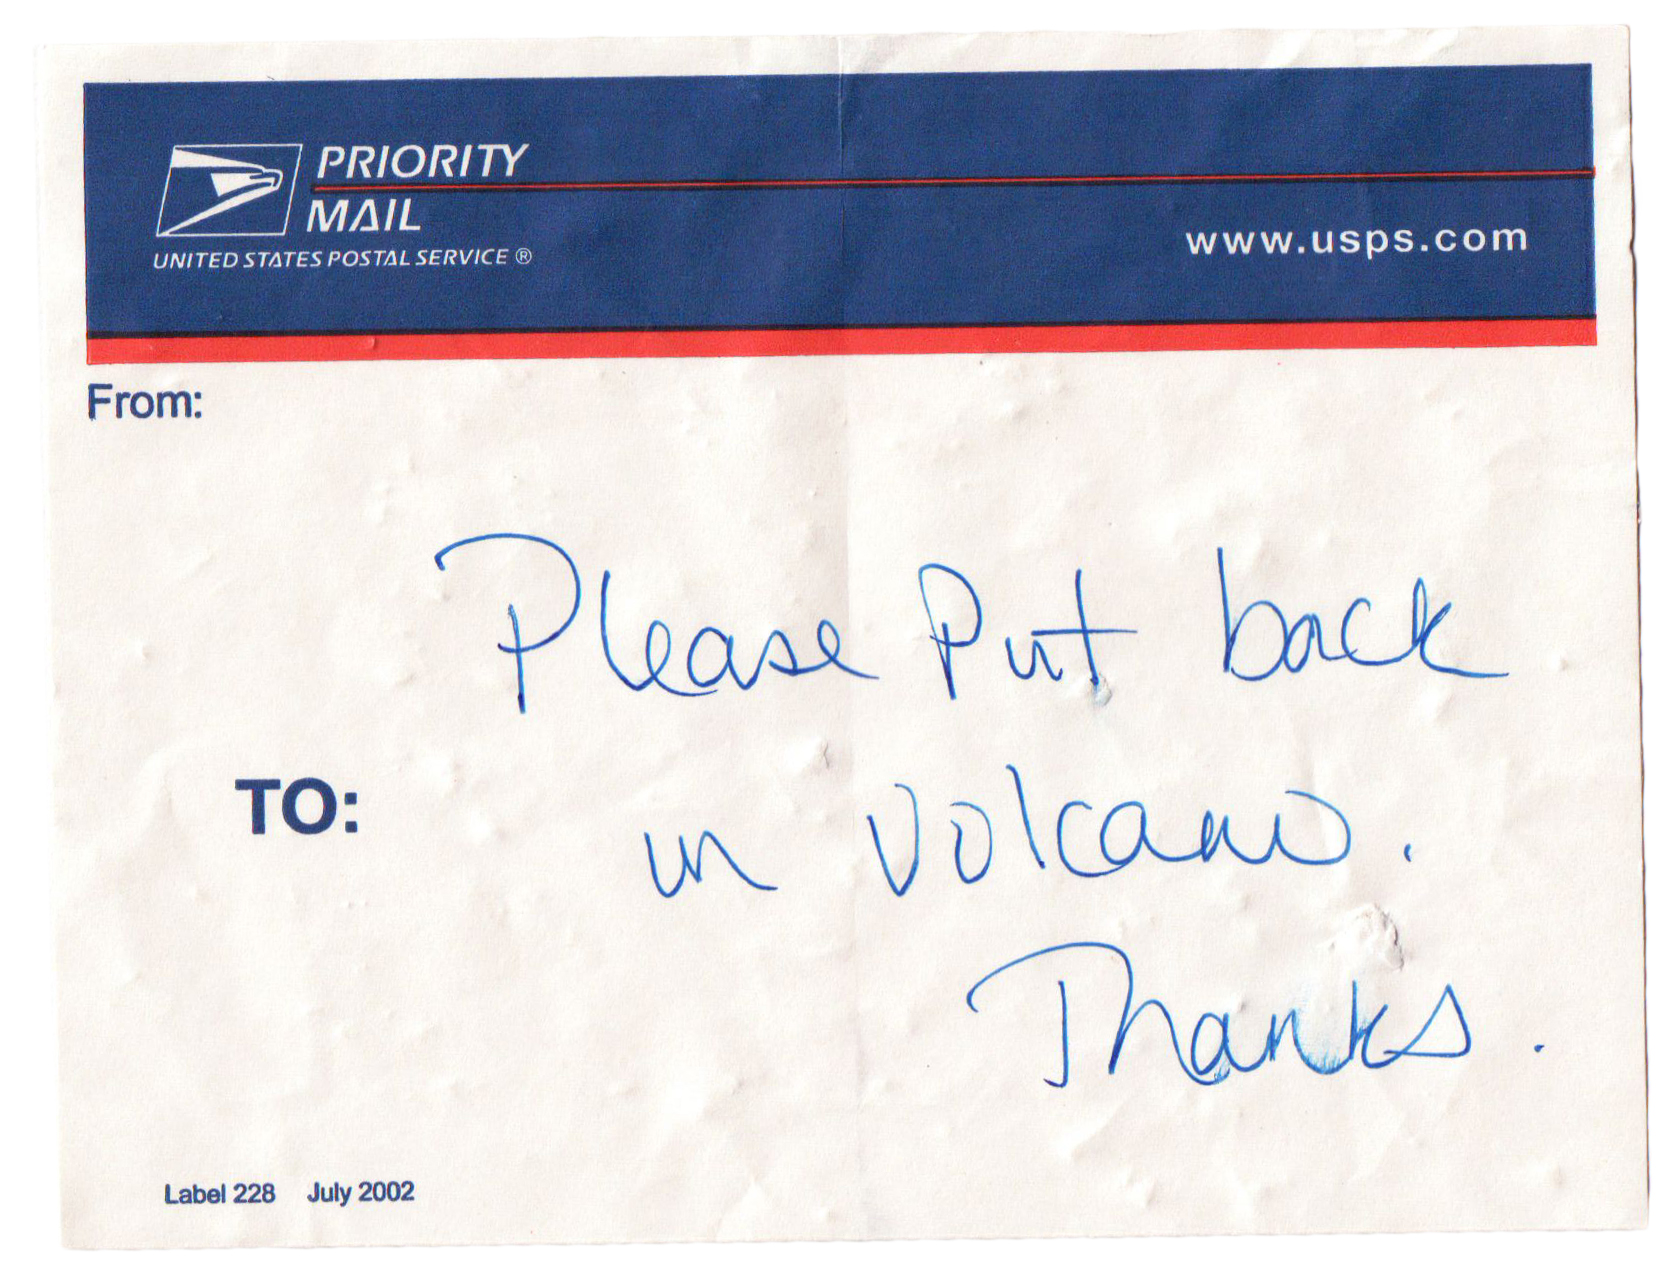 PRIORITY
MAIL
UNITED STATES POSTAL SERVICE ®
www.usps.com
From:
Please Put back
TO:
in volcano.
Thanks.
Label 228 July 2002